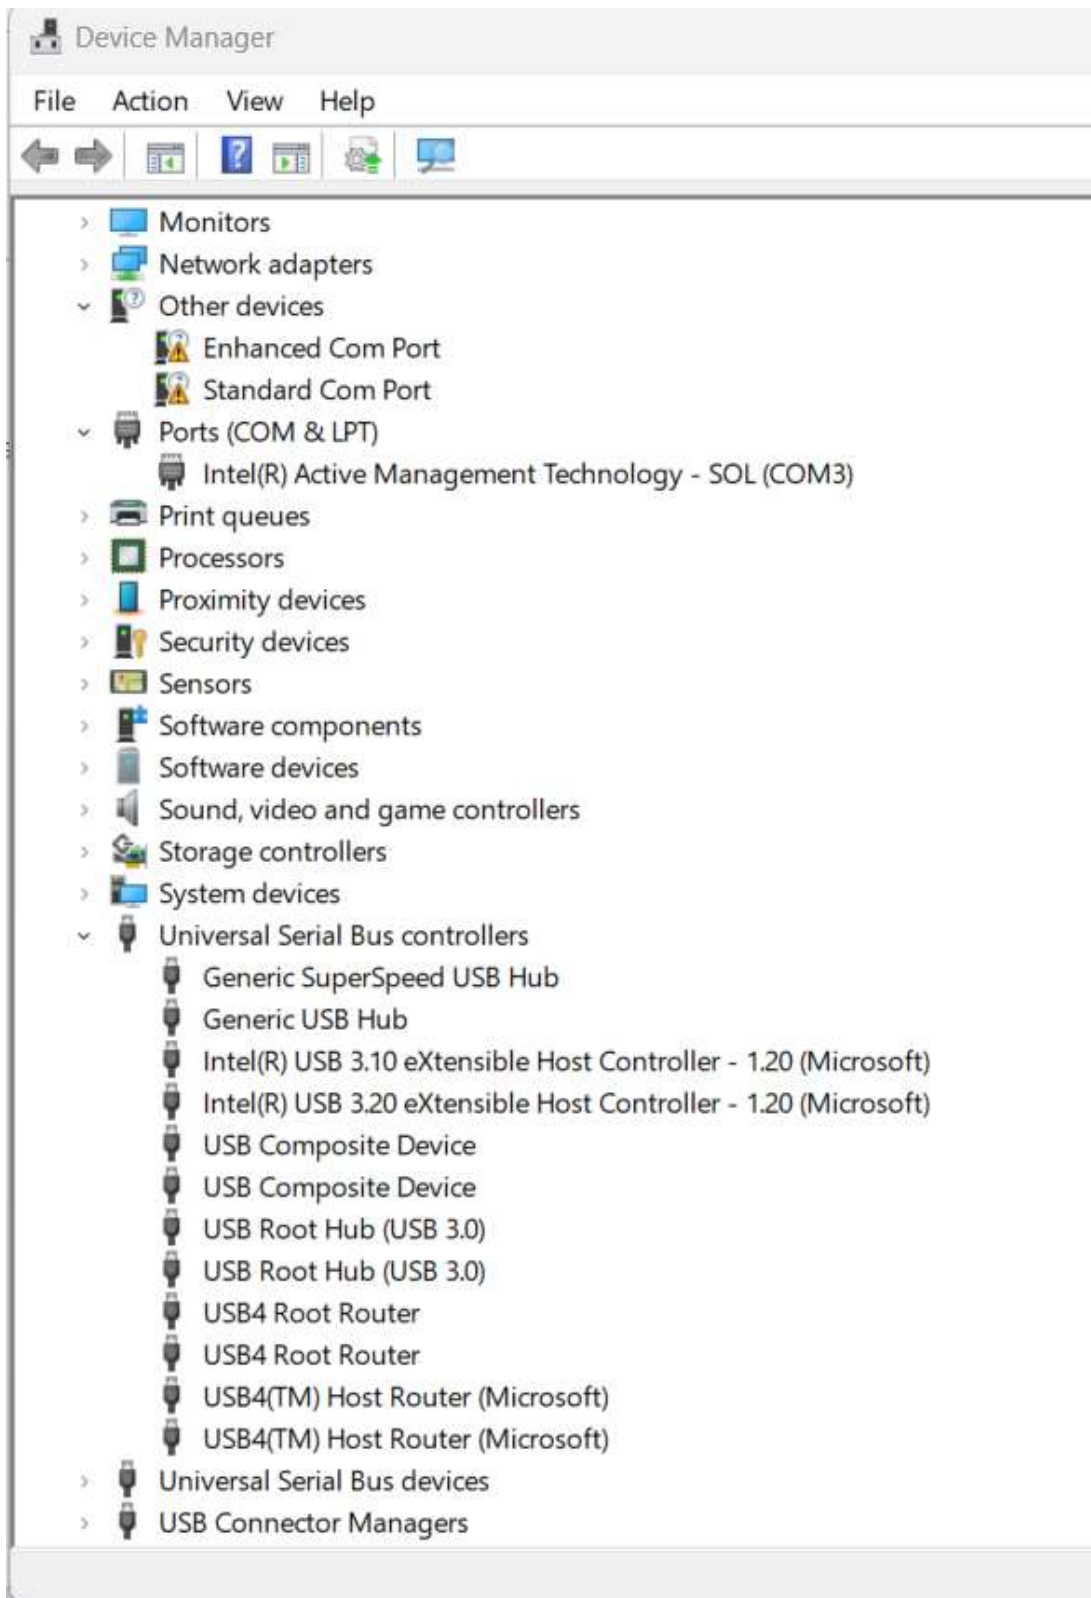 Device Manager
File Action View Help
Monitors
Network adapters
Other devices
Enhanced Com Port
Standard Com Port
Ports (COM & LPT)
Intel(R) Active Management Technology - SOL (COM3)
Print queues
Processors
Proximity devices
Security devices
Sensors
Software components
Software devices
Sound, video and game controllers
Storage controllers
System devices
Universal Serial Bus controllers
Generic SuperSpeed USB Hub
Generic USB Hub
Intel(R) USB 3.10 eXtensible Host Controller - 1.20 (Microsoft)
Intel(R) USB 3.20 eXtensible Host Controller - 1.20 (Microsoft)
USB Composite Device
USB Composite Device
USB Root Hub (USB 3.0)
USB Root Hub (USB 3.0)
USB4 Root Router
USB4 Root Router
USB4(TM) Host Router (Microsoft)
USB4(TM) Host Router (Microsoft)
Universal Serial Bus devices
USB Connector Managers